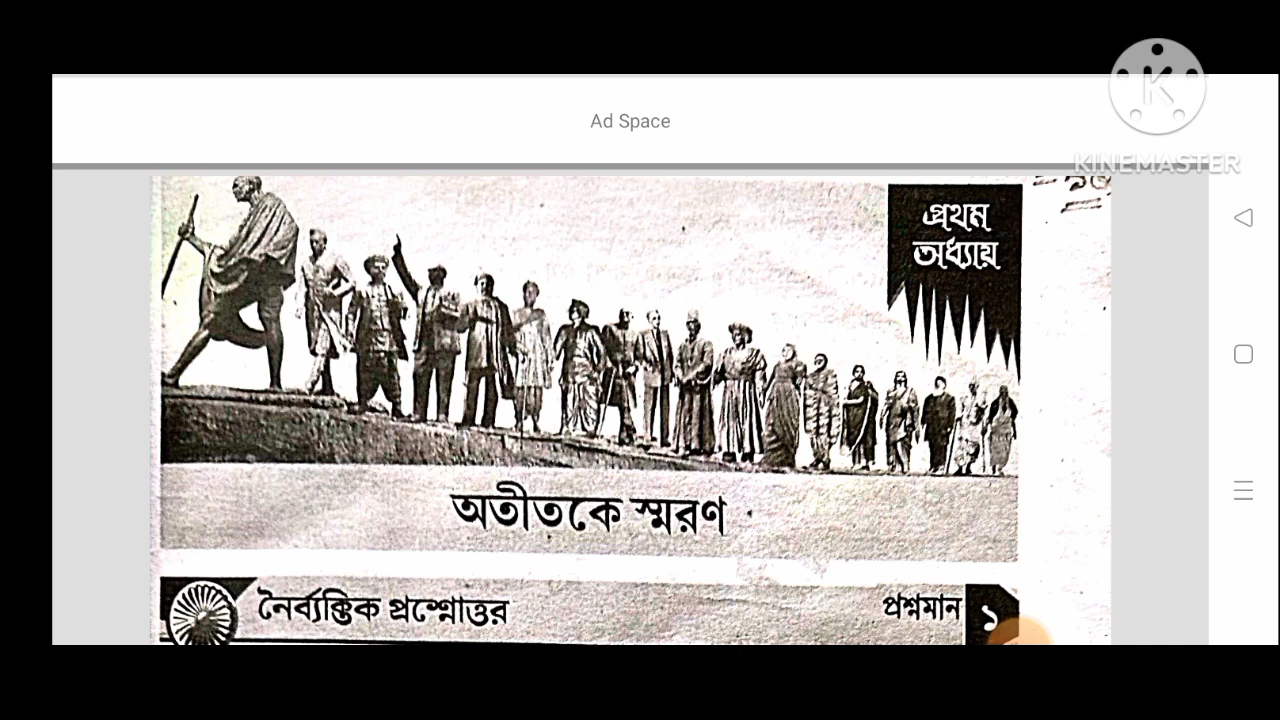 Ad Space
KINEMASTER
প্রথম
অধ্যায়
অতীতকে স্মরণ
নৈর্ব্যক্তিক প্রশ্নোত্তর
প্রশ্নমান ১